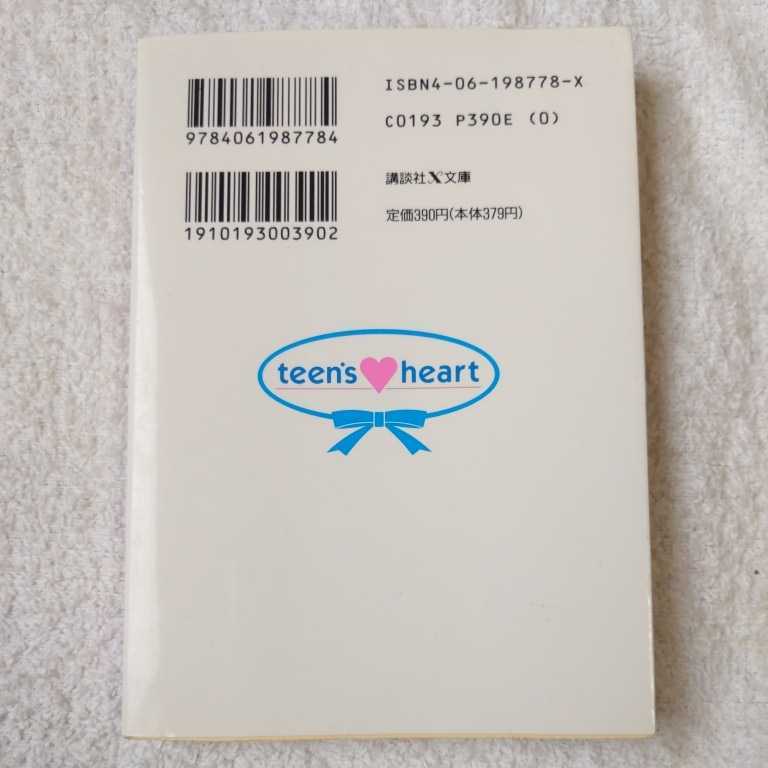 ISBN4-06-198778-X
9784061987784
C0193 P390E (0)
講談社X文庫
定価390円(本体379円)
1910193003902
teen's heart